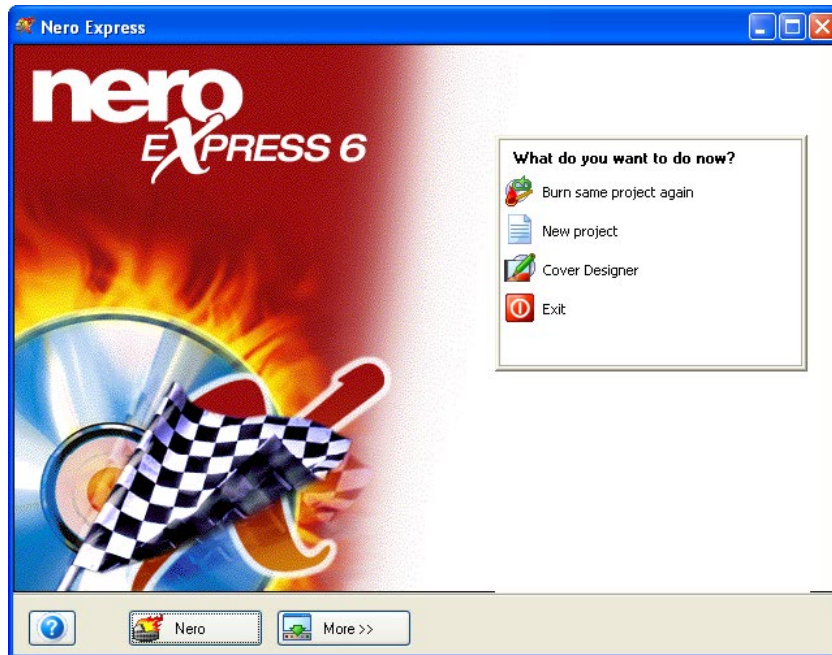 Nero Express
nero
EXPRESS 6
What do you want to do now?
Burn same project again
New project
Cover Designer
Exit
?
Nero
More >>